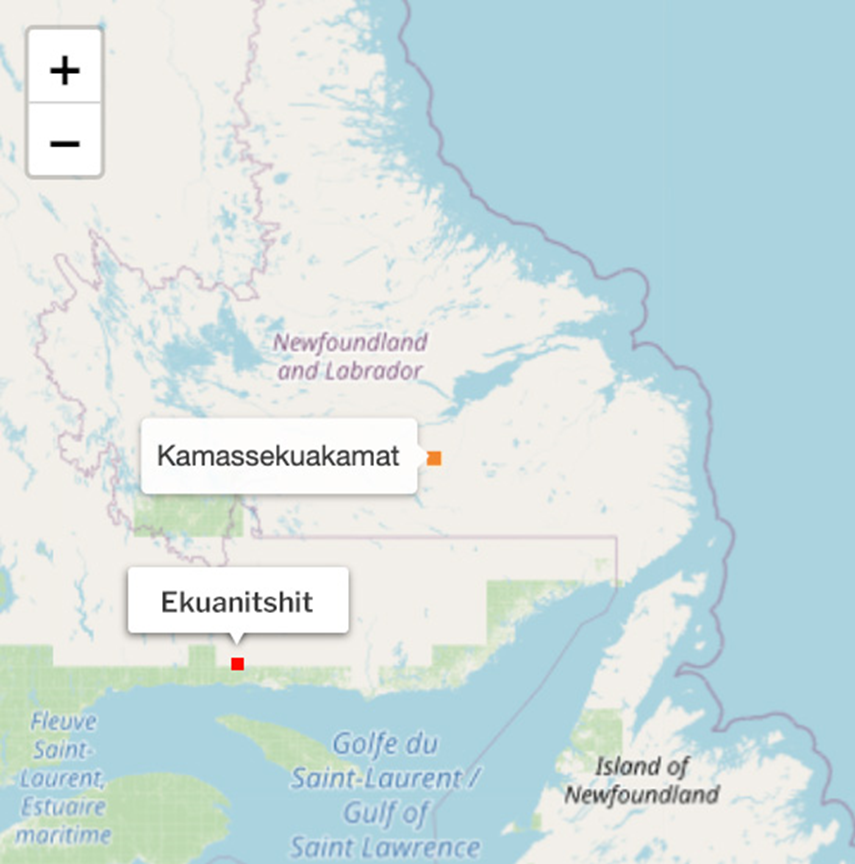 +
−
Newfoundland
and Labrador
Kamassekuakamat
Ekuanitshit
Fleuve
Saint-
Laurent,
Estuaire
maritime
Golfe du
Saint-Laurent /
Gulf of
Saint Lawrence
Island of
Newfoundland